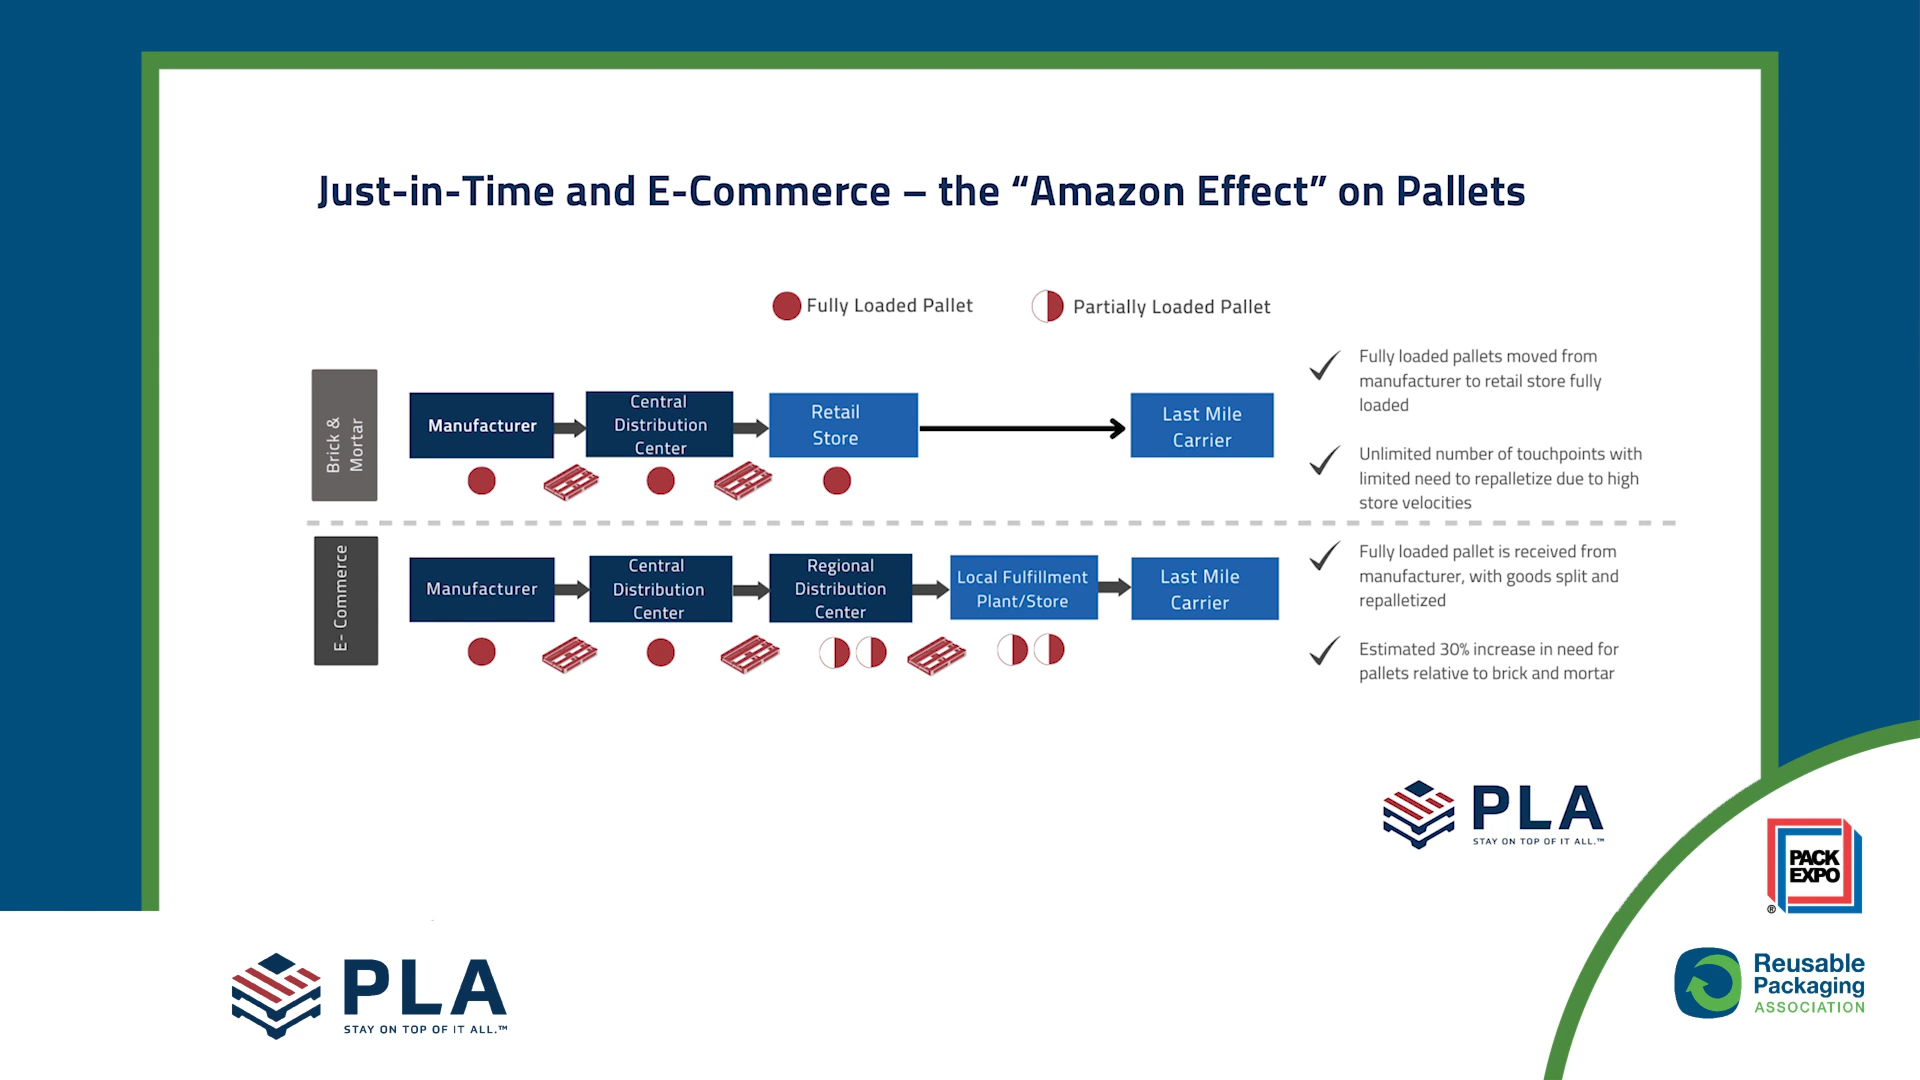 Just-in-Time and E-Commerce – the “Amazon Effect” on Pallets
Fully Loaded Pallet
Partially Loaded Pallet
Brick &
Mortar
Manufacturer
Central
Distribution
Center
Retail
Store
Last Mile
Carrier
Fully loaded pallets moved from
manufacturer to retail store fully
loaded
Unlimited number of touchpoints with
limited need to repalletize due to high
store velocities
E- Commerce
Manufacturer
Central
Distribution
Center
Regional
Distribution
Center
Local Fulfillment
Plant/Store
Last Mile
Carrier
Fully loaded pallet is received from
manufacturer, with goods split and
repalletized
Estimated 30% increase in need for
pallets relative to brick and mortar
PLA
STAY ON TOP OF IT ALL.™
PACK
EXPO
®
Reusable
Packaging
ASSOCIATION
PLA
STAY ON TOP OF IT ALL.™